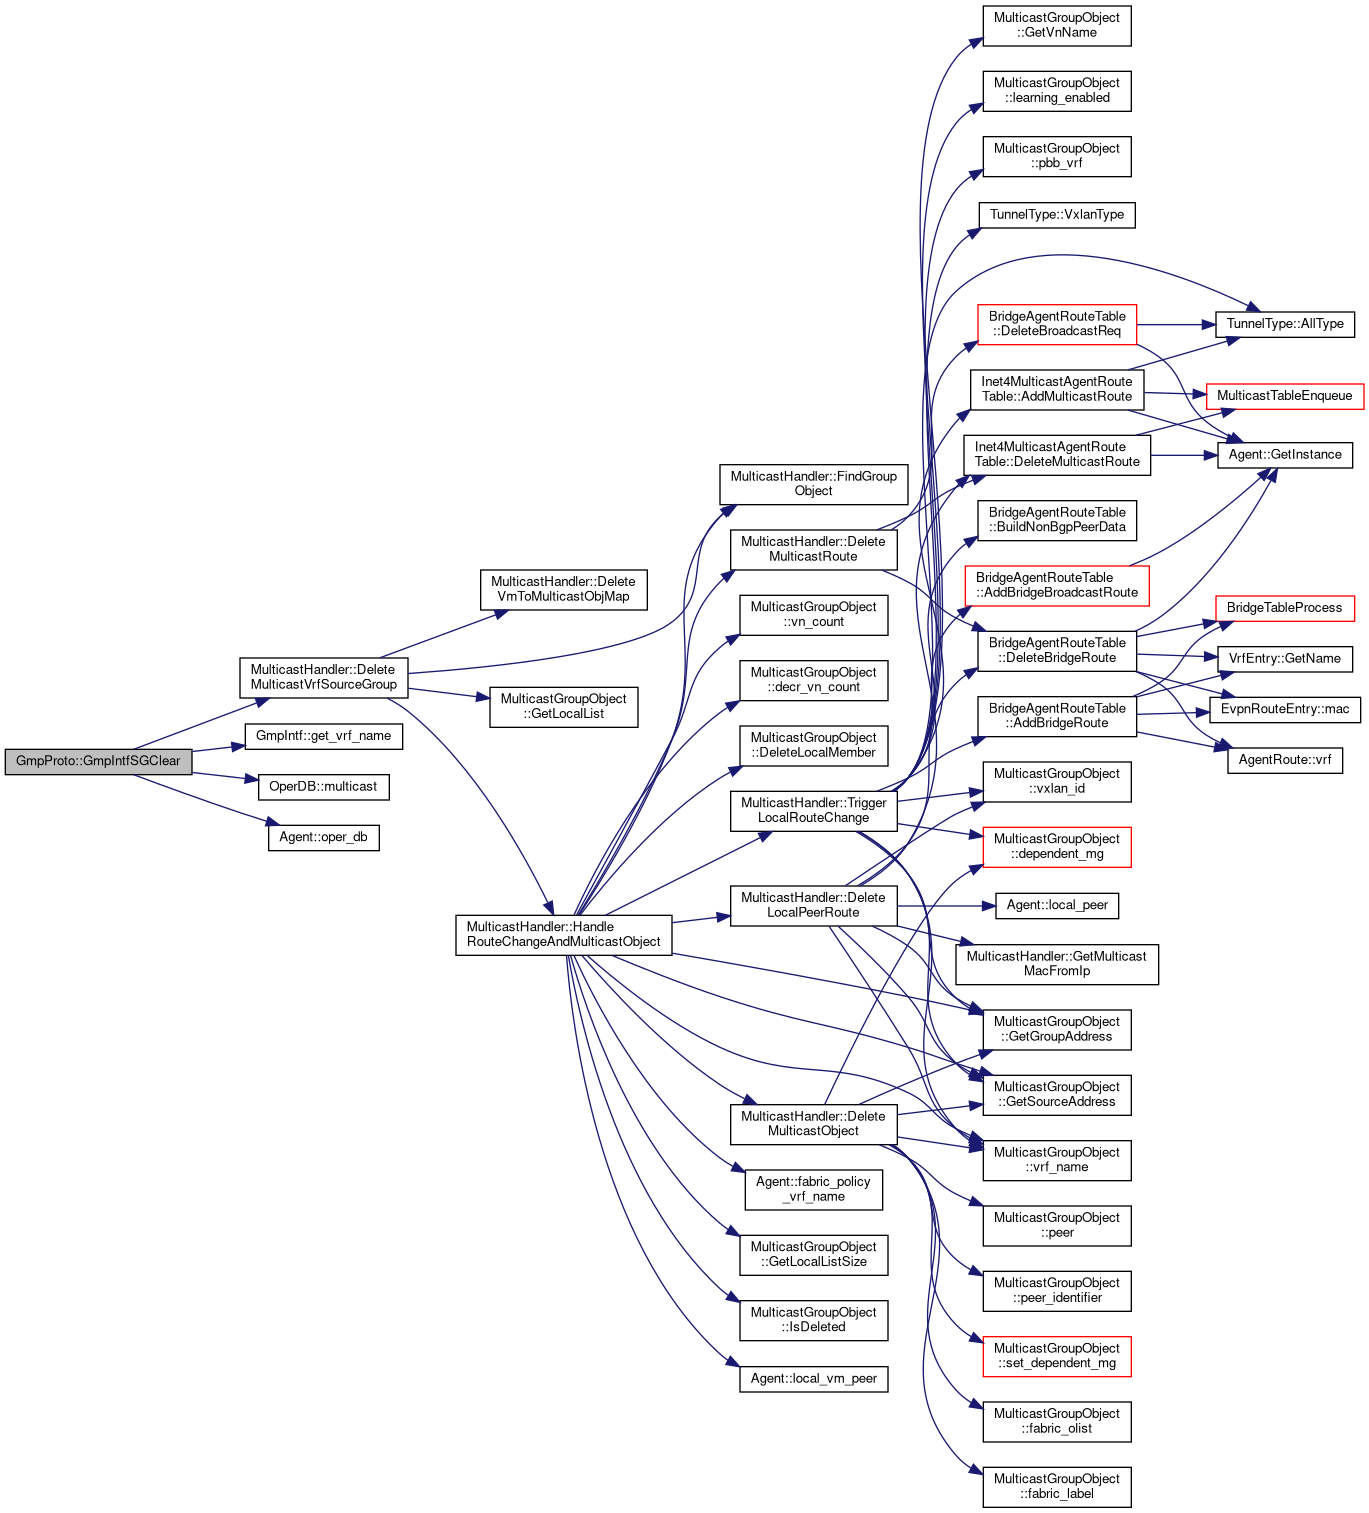 GmpProto::GmpIntfSGClear
MulticastHandler::Delete
MulticastVrfSourceGroup
GmpIntf::get_vrf_name
OperDB::multicast
Agent::oper_db
MulticastHandler::Delete
VmToMulticastObjMap
MulticastGroupObject
::GetLocalList
MulticastHandler::Handle
RouteChangeAndMulticastObject
MulticastHandler::FindGroup
Object
MulticastHandler::Delete
MulticastRoute
MulticastGroupObject
::vn_count
MulticastGroupObject
::decr_vn_count
MulticastGroupObject
::DeleteLocalMember
MulticastHandler::Trigger
LocalRouteChange
MulticastHandler::Delete
LocalPeerRoute
MulticastHandler::Delete
MulticastObject
Agent::fabric_policy
_vrf_name
MulticastGroupObject
::GetLocalListSize
MulticastGroupObject
::IsDeleted
Agent::local_vm_peer
MulticastGroupObject
::GetVnName
MulticastGroupObject
::learning_enabled
MulticastGroupObject
::pbb_vrf
TunnelType::VxlanType
BridgeAgentRouteTable
::DeleteBroadcastReq
Inet4MulticastAgentRoute
Table::AddMulticastRoute
Inet4MulticastAgentRoute
Table::DeleteMulticastRoute
BridgeAgentRouteTable
::BuildNonBgpPeerData
BridgeAgentRouteTable
::AddBridgeBroadcastRoute
BridgeAgentRouteTable
::DeleteBridgeRoute
BridgeAgentRouteTable
::AddBridgeRoute
MulticastGroupObject
::vxlan_id
MulticastGroupObject
::dependent_mg
Agent::local_peer
MulticastHandler::GetMulticast
MacFromIp
MulticastGroupObject
::GetGroupAddress
MulticastGroupObject
::GetSourceAddress
MulticastGroupObject
::vrf_name
MulticastGroupObject
::peer
MulticastGroupObject
::peer_identifier
MulticastGroupObject
::set_dependent_mg
MulticastGroupObject
::fabric_olist
MulticastGroupObject
::fabric_label
TunnelType::AllType
MulticastTableEnqueue
Agent::GetInstance
BridgeTableProcess
VrfEntry::GetName
EvpnRouteEntry::mac
AgentRoute::vrf